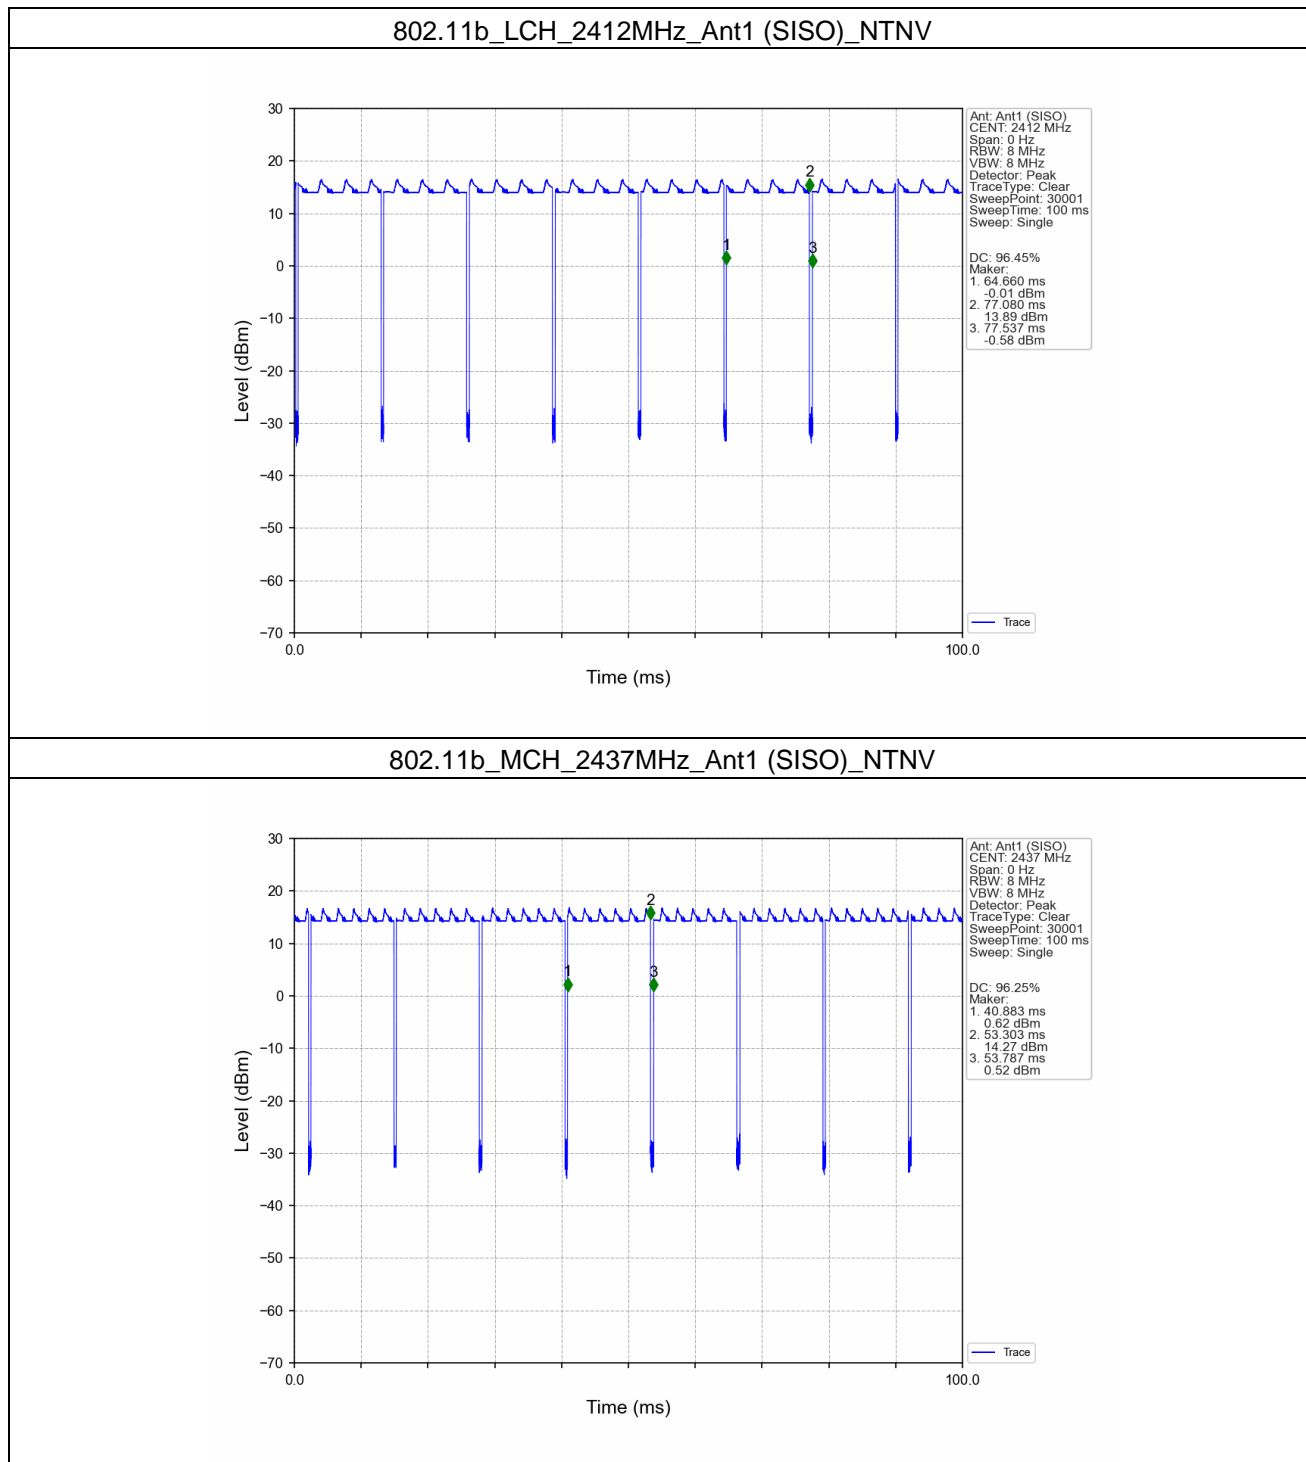 802.11b_LCH_2412MHz_Ant1 (SISO)_NTNV
30
20
10
0
−10
−20
−30
−40
−50
−60
−70
Level (dBm)
0.0
100.0
Time (ms)
1
2
3
Ant: Ant1 (SISO)
CENT: 2412 MHz
Span: 0 Hz
RBW: 8 MHz
VBW: 8 MHz
Detector: Peak
TraceType: Clear
SweepPoint: 30001
SweepTime: 100 ms
Sweep: Single
DC: 96.45%
Maker:
1. 64.660 ms
-0.01 dBm
2. 77.080 ms
13.89 dBm
3. 77.537 ms
-0.58 dBm
Trace
802.11b_MCH_2437MHz_Ant1 (SISO)_NTNV
30
20
10
0
−10
−20
−30
−40
−50
−60
−70
Level (dBm)
0.0
100.0
Time (ms)
1
2
3
Ant: Ant1 (SISO)
CENT: 2437 MHz
Span: 0 Hz
RBW: 8 MHz
VBW: 8 MHz
Detector: Peak
TraceType: Clear
SweepPoint: 30001
SweepTime: 100 ms
Sweep: Single
DC: 96.25%
Maker:
1. 40.883 ms
0.62 dBm
2. 53.303 ms
14.27 dBm
3. 53.787 ms
0.52 dBm
Trace